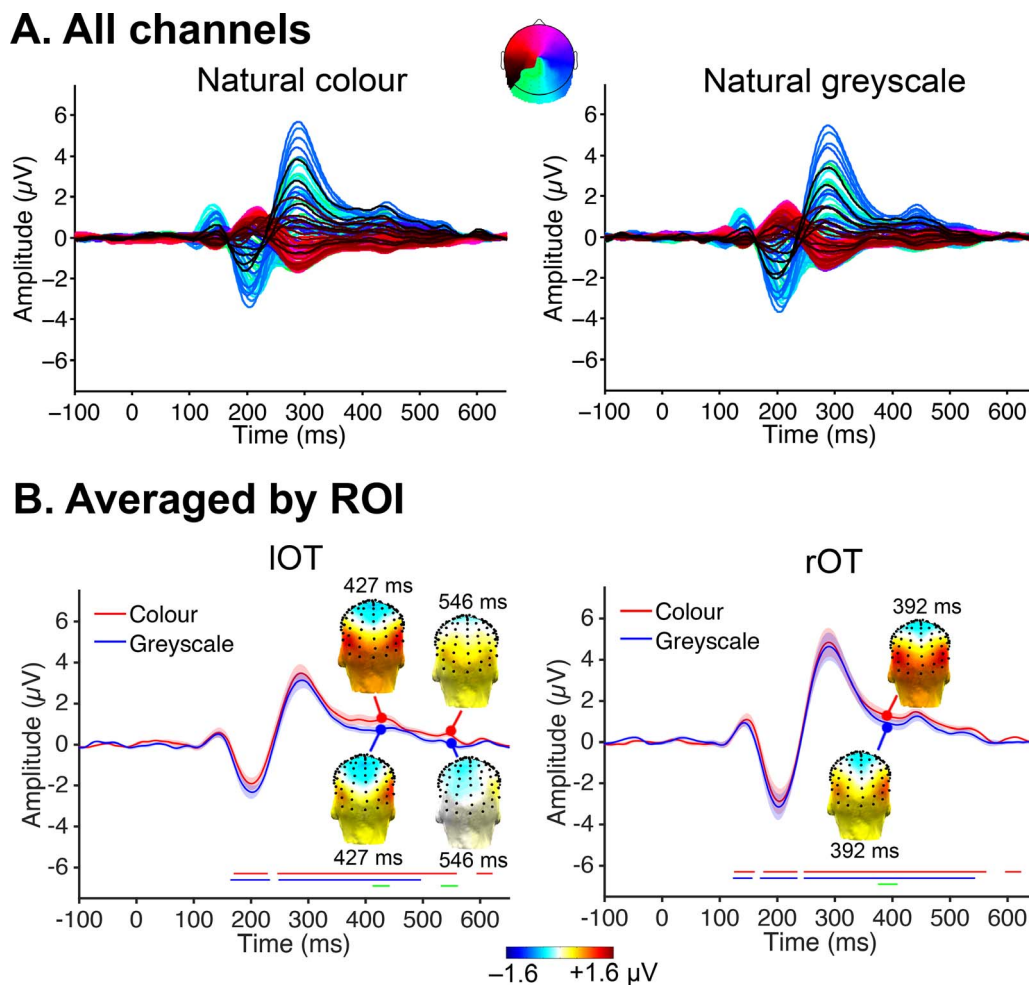 A. All channels
Natural colour
Natural greyscale
Amplitude (µV)
6
4
2
0
−2
−4
−6
-100 0 100 200 300 400 500 600
Time (ms)
Amplitude (µV)
6
4
2
0
−2
−4
−6
-100 0 100 200 300 400 500 600
Time (ms)
B. Averaged by ROI
lOT
rOT
Amplitude (µV)
6
4
2
0
-2
-4
-6
Colour
Greyscale
427 ms
546 ms
427 ms
546 ms
-100 0 100 200 300 400 500 600
Time (ms)
Amplitude (µV)
6
4
2
0
-2
-4
-6
Colour
Greyscale
392 ms
392 ms
-100 0 100 200 300 400 500 600
Time (ms)
−1.6 +1.6 µV